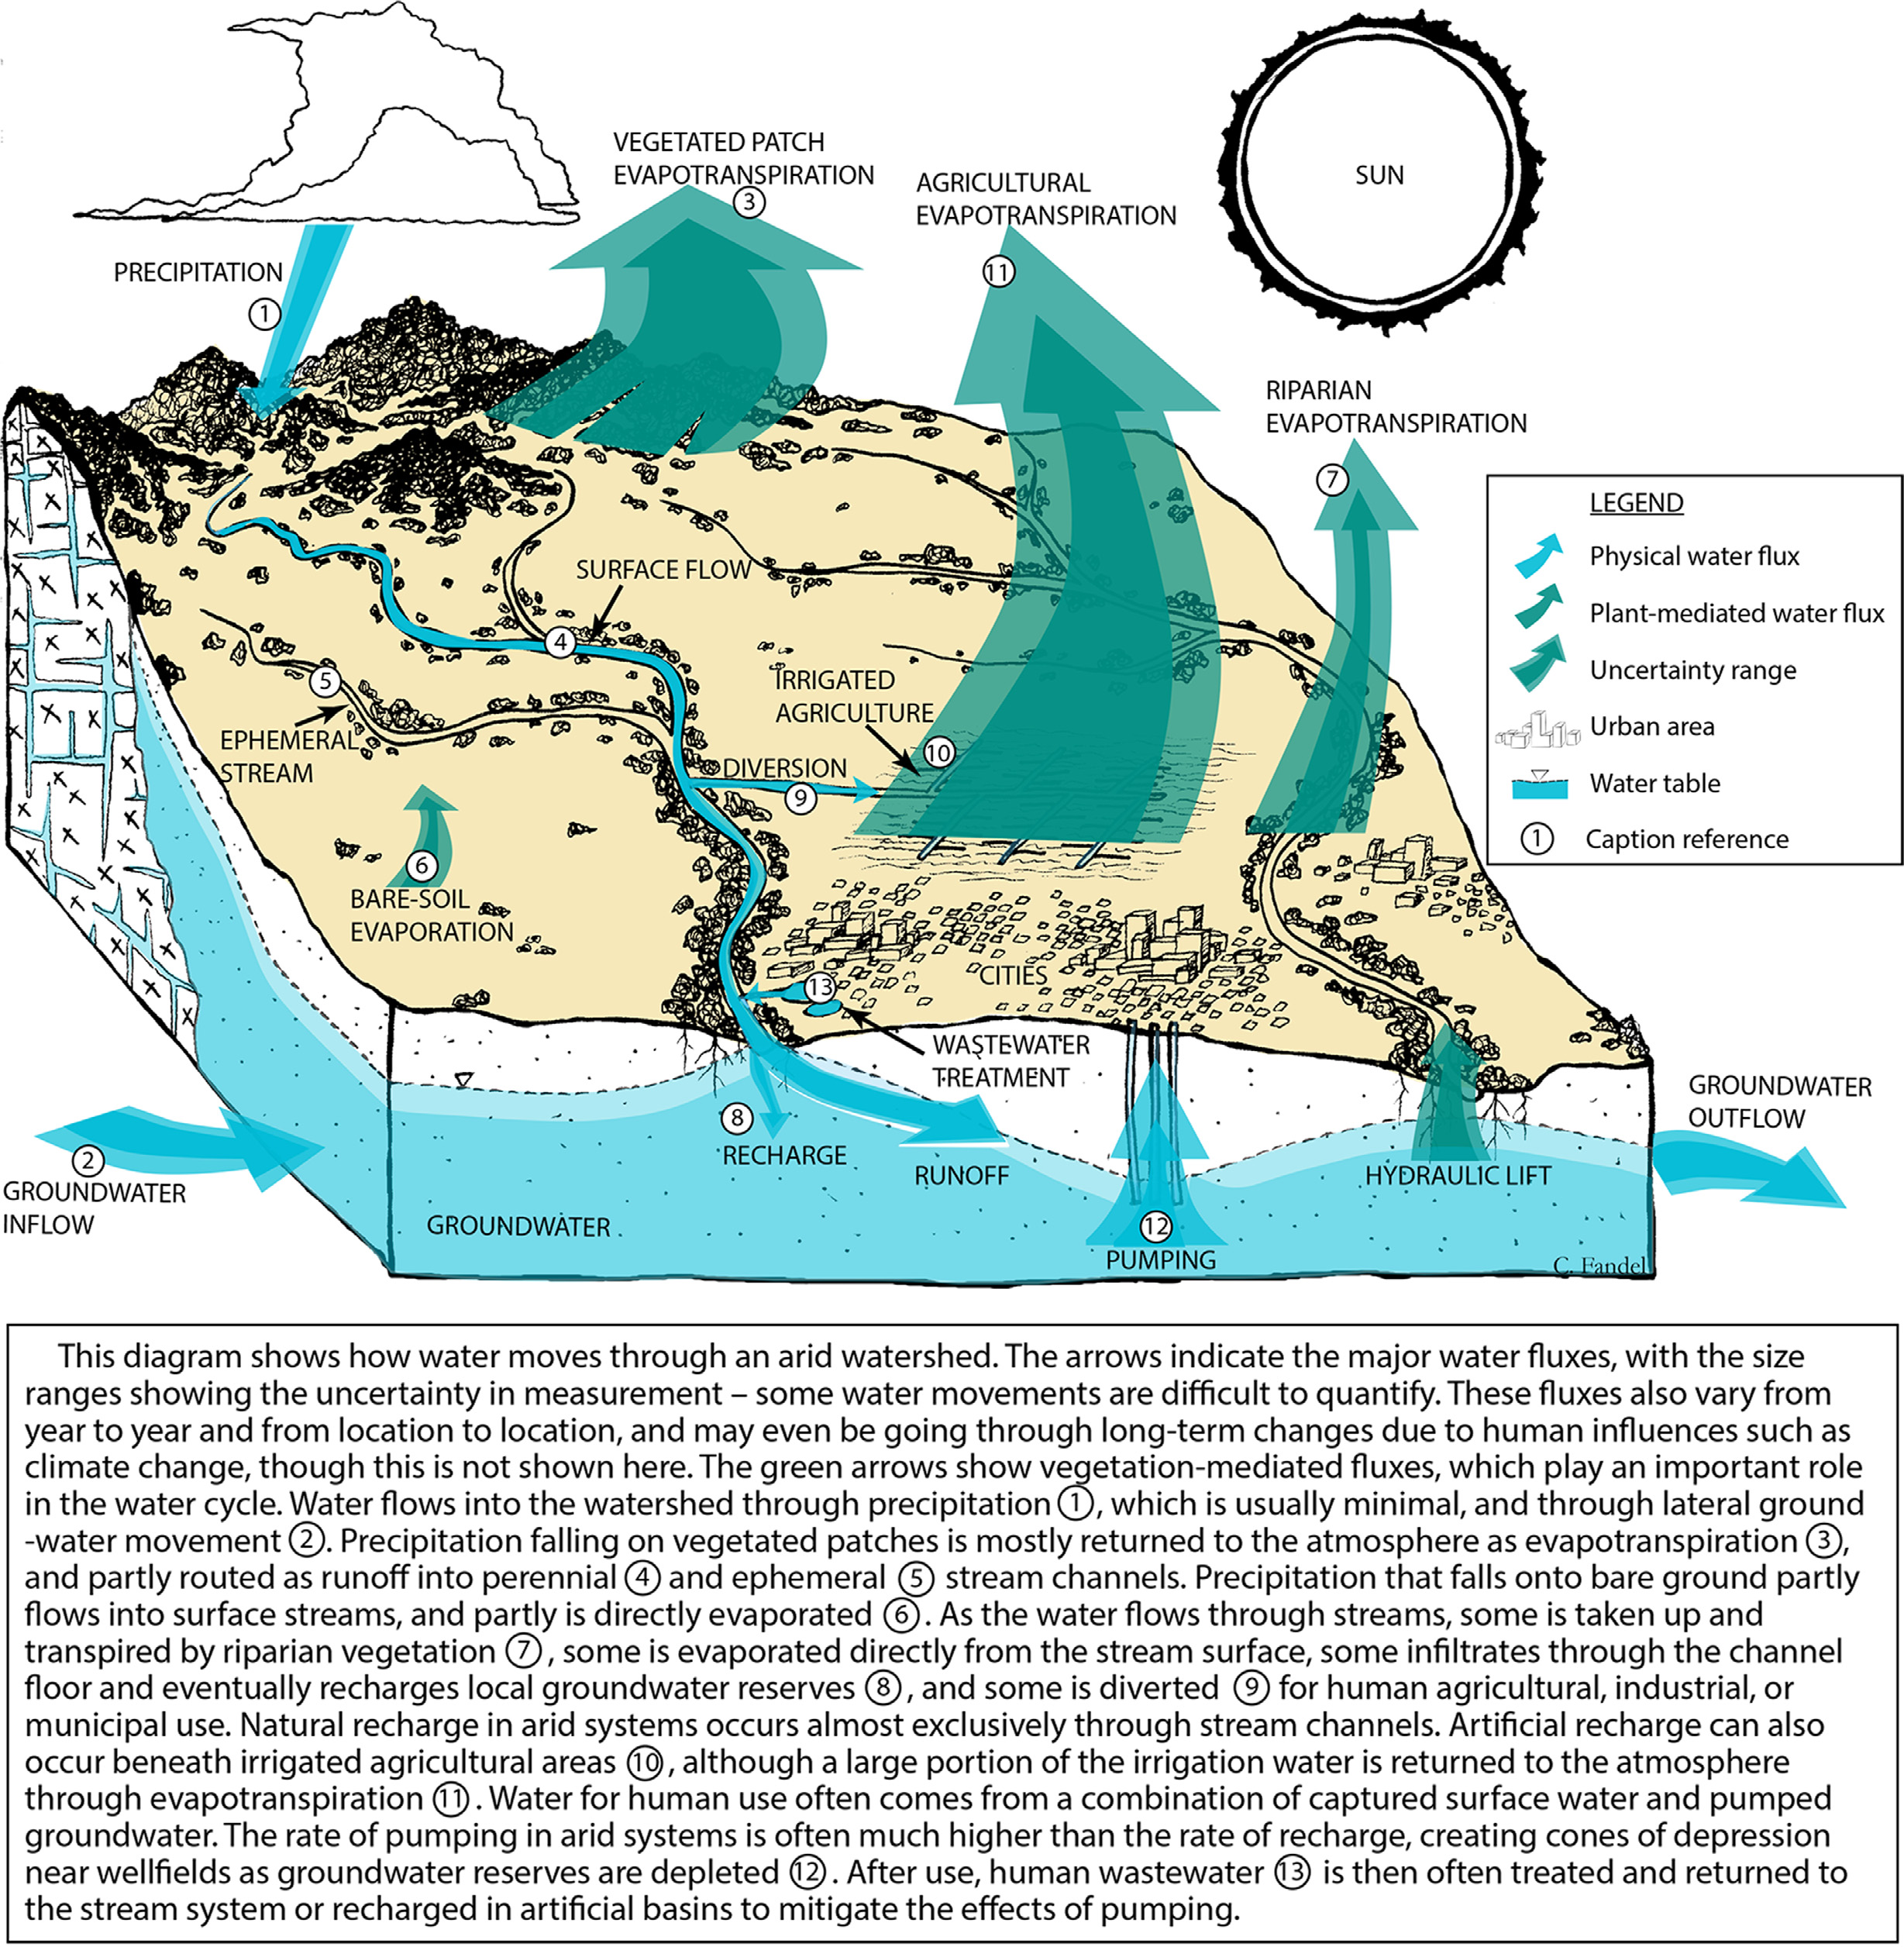 VEGETATED PATCH
EVAPOTRANSPIRATION
3
AGRICULTURAL
EVAPOTRANSPIRATION
11
SUN
PRECIPITATION
1
RIPARIAN
EVAPOTRANSPIRATION
7
LEGEND
Physical water flux
Plant-mediated water flux
Uncertainty range
Urban area
Water table
1 Caption reference
SURFACE FLOW
4
5
EPHEMERAL
STREAM
IRRIGATED
AGRICULTURE
10
DIVERSION
9
6
BARE-SOIL
EVAPORATION
CITIES
13
WASTEWATER
TREATMENT
8
RECHARGE
RUNOFF
2
GROUNDWATER
INFLOW
GROUNDWATER
12
PUMPING
HYDRAULIC LIFT
GROUNDWATER
OUTFLOW
C. Fandel
This diagram shows how water moves through an arid watershed. The arrows indicate the major water fluxes, with the size
ranges showing the uncertainty in measurement – some water movements are difficult to quantify. These fluxes also vary from
year to year and from location to location, and may even be going through long-term changes due to human influences such as
climate change, though this is not shown here. The green arrows show vegetation-mediated fluxes, which play an important role
in the water cycle. Water flows into the watershed through precipitation 1, which is usually minimal, and through lateral ground
-water movement 2. Precipitation falling on vegetated patches is mostly returned to the atmosphere as evapotranspiration 3,
and partly routed as runoff into perennial 4 and ephemeral 5 stream channels. Precipitation that falls onto bare ground partly
flows into surface streams, and partly is directly evaporated 6. As the water flows through streams, some is taken up and
transpired by riparian vegetation 7, some is evaporated directly from the stream surface, some infiltrates through the channel
floor and eventually recharges local groundwater reserves 8, and some is diverted 9 for human agricultural, industrial, or
municipal use. Natural recharge in arid systems occurs almost exclusively through stream channels. Artificial recharge can also
occur beneath irrigated agricultural areas 10, although a large portion of the irrigation water is returned to the atmosphere
through evapotranspiration 11. Water for human use often comes from a combination of captured surface water and pumped
groundwater. The rate of pumping in arid systems is often much higher than the rate of recharge, creating cones of depression
near wellfields as groundwater reserves are depleted 12. After use, human wastewater 13 is then often treated and returned to
the stream system or recharged in artificial basins to mitigate the effects of pumping.